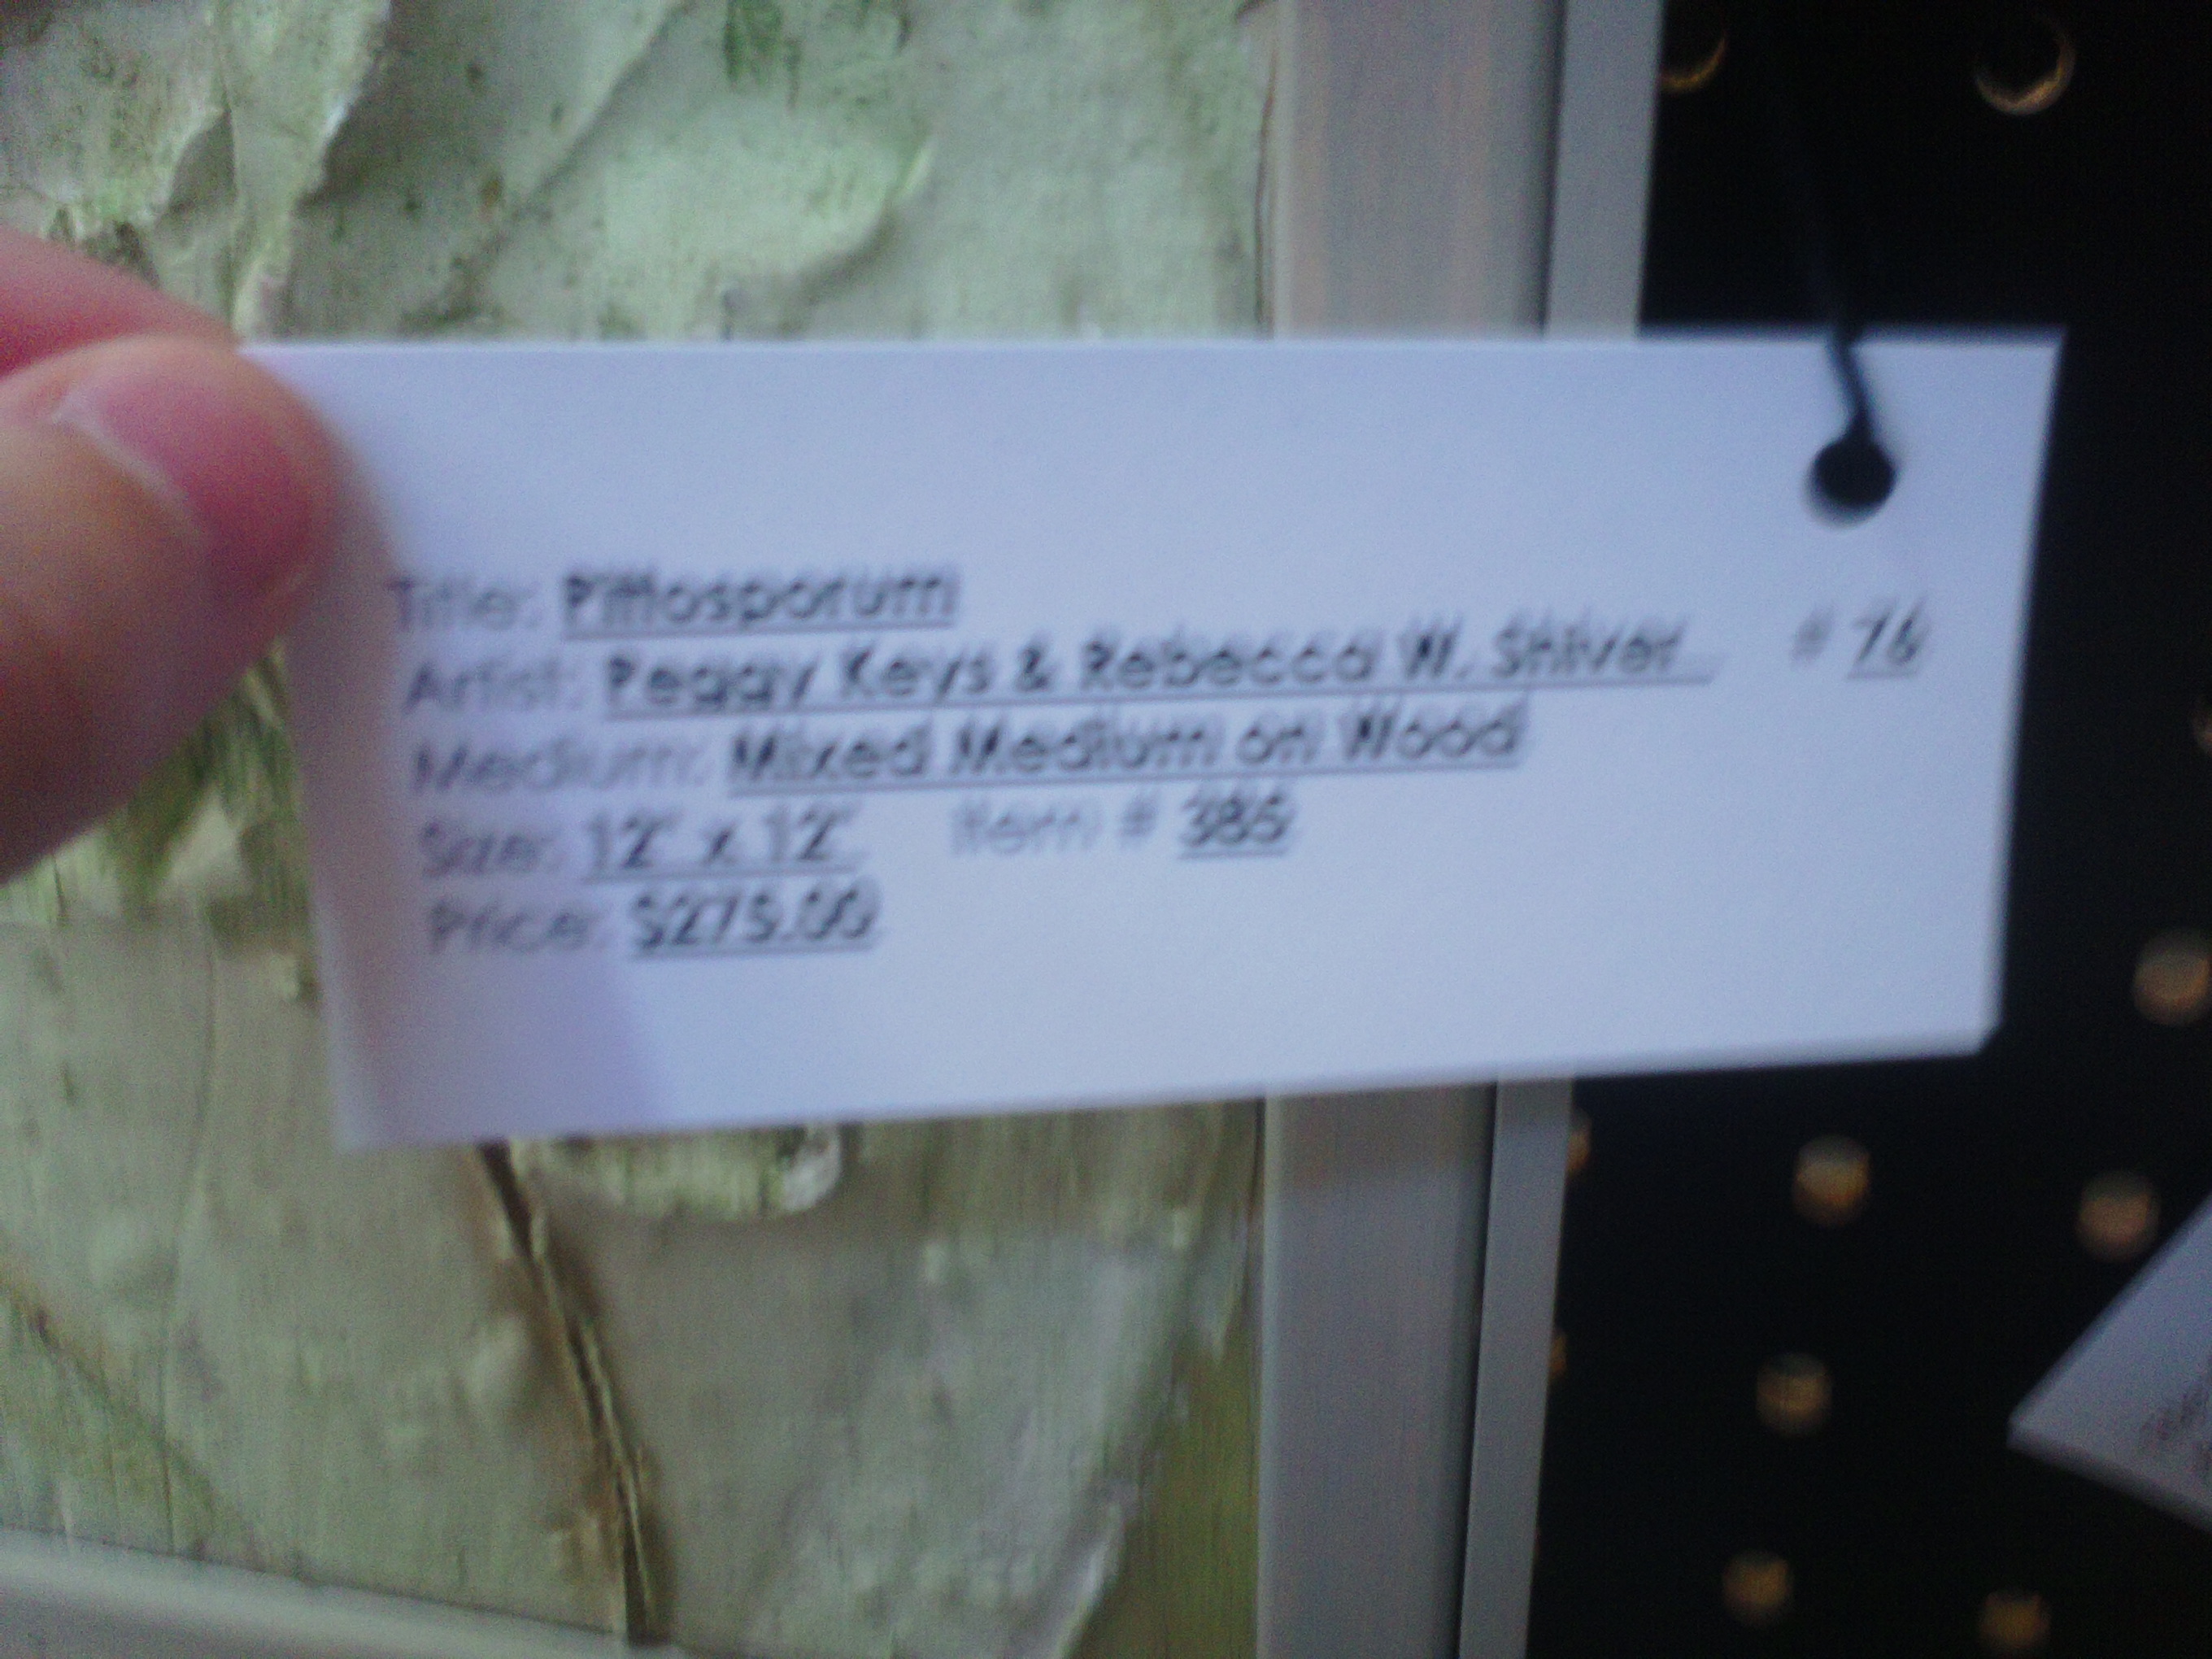 Title: Pittosporum
Artist: Peggy Keys & Rebecca W. Shiver # 76
Medium: Mixed Medium on Wood
Size: 12" x 12" Item # 385
Price: $275.00